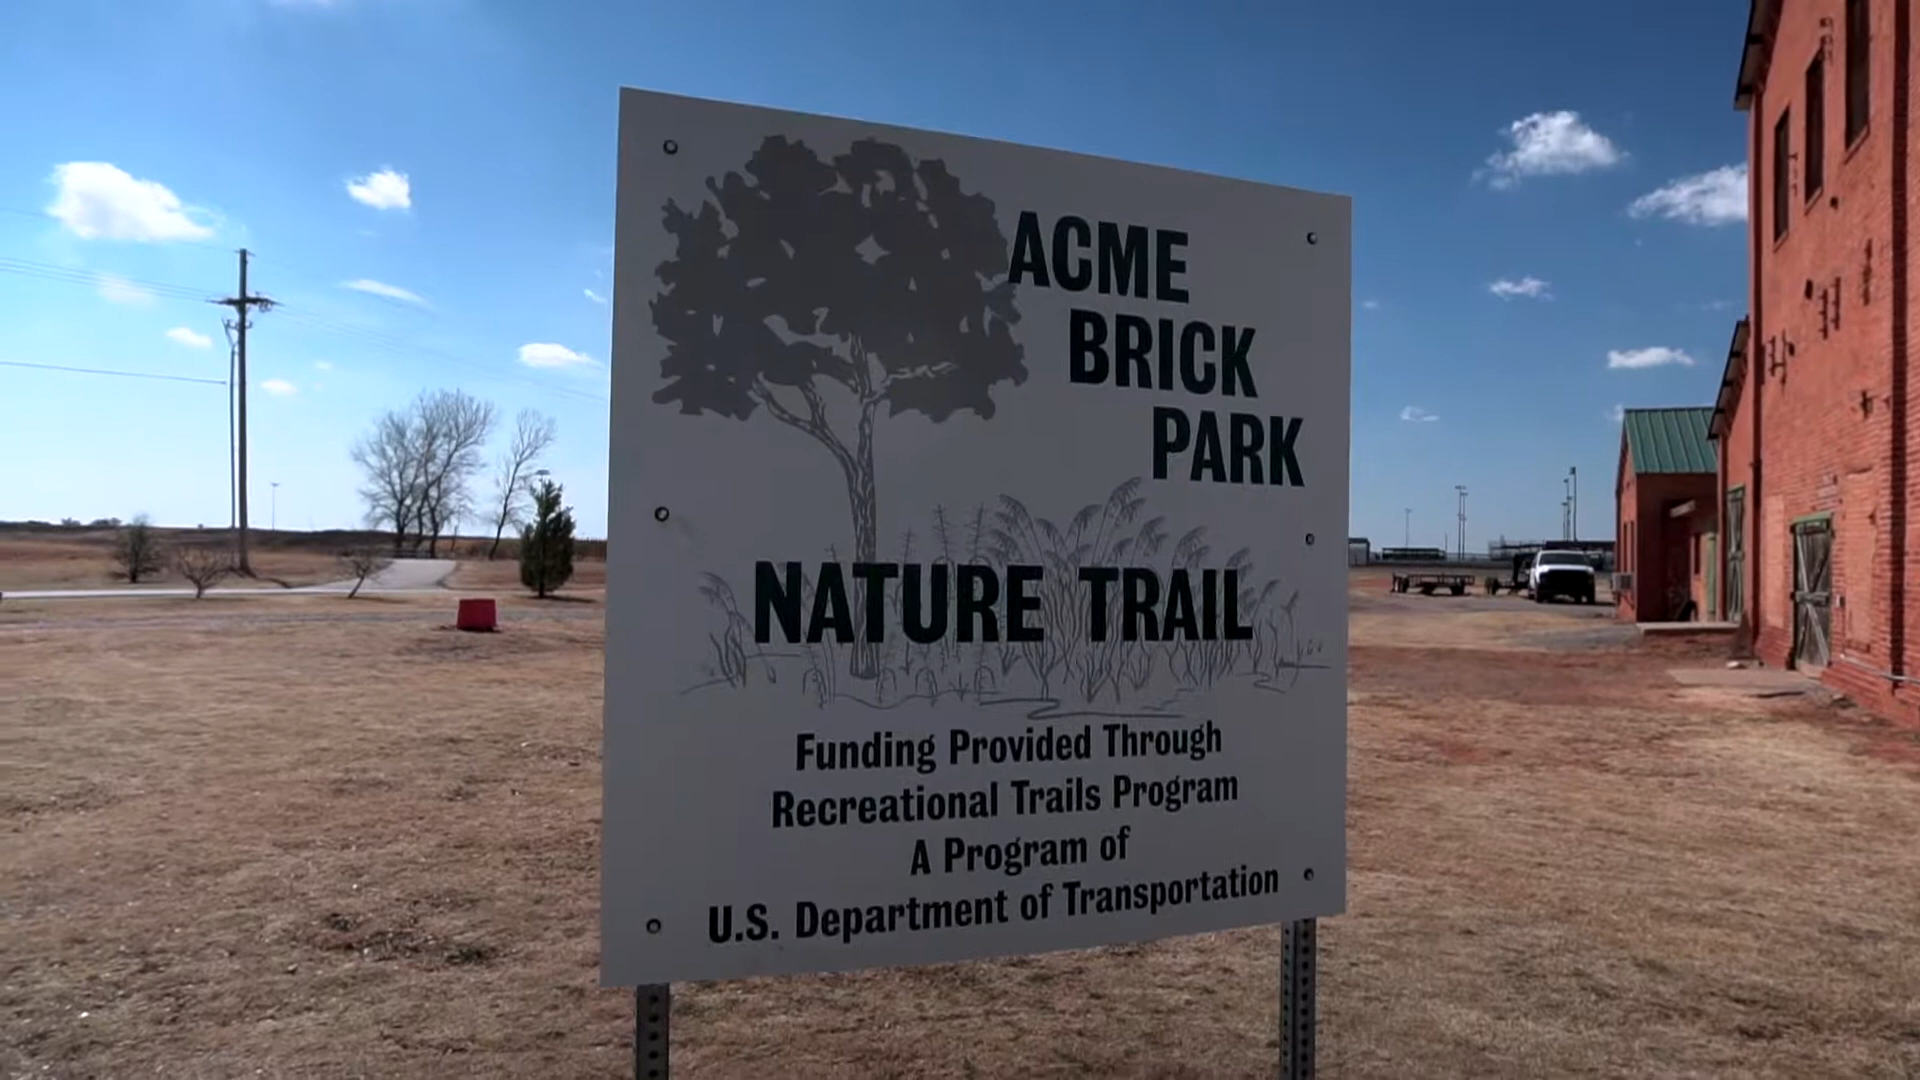 ACME
BRICK
PARK
NATURE TRAIL
Funding Provided Through
Recreational Trails Program
A Program of
U.S. Department of Transportation